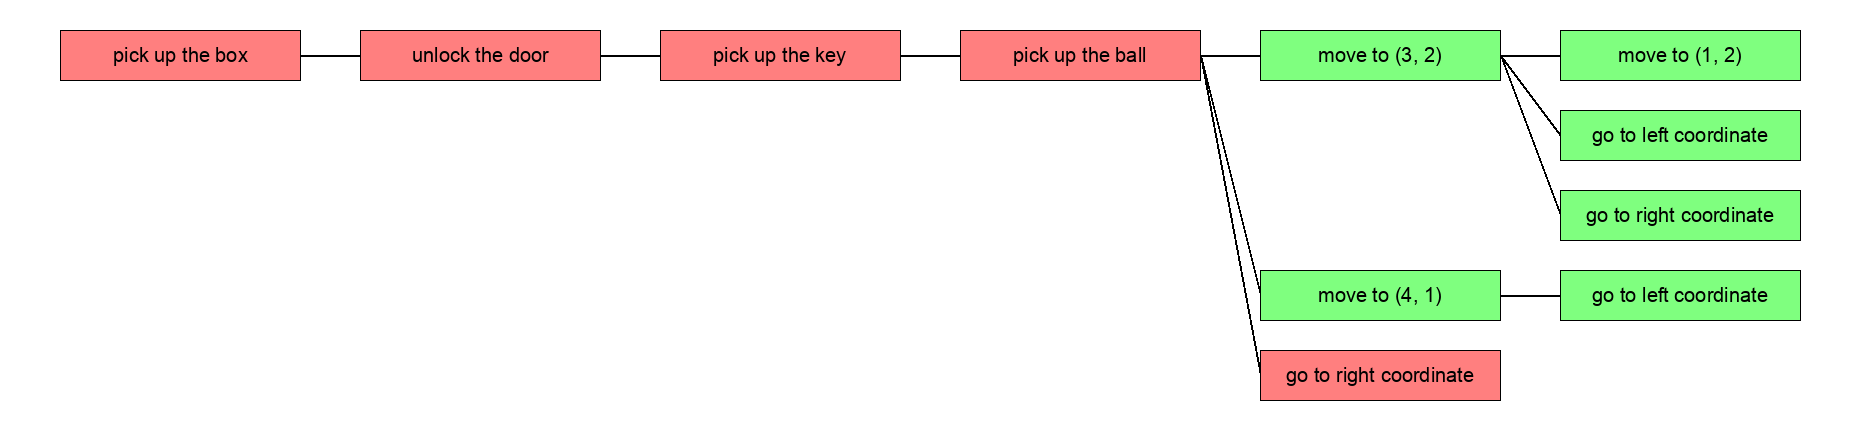 pick up the box
unlock the door
pick up the key
pick up the ball
move to (3, 2)
move to (1, 2)
go to left coordinate
go to right coordinate
move to (4, 1)
go to left coordinate
go to right coordinate